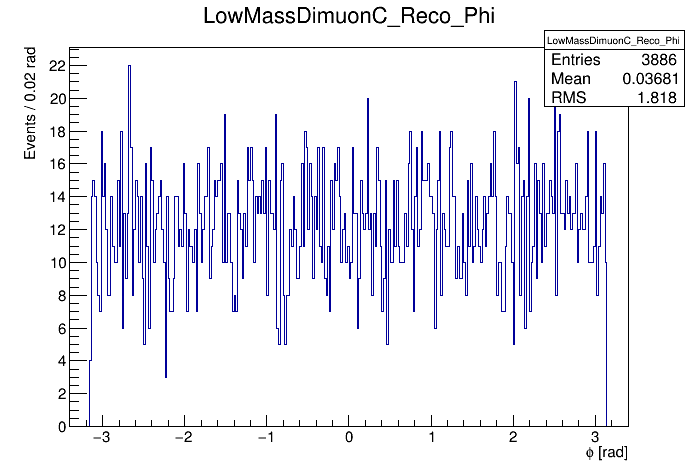 LowMassDimuonC_Reco_Phi
LowMassDimuonC_Reco_Phi
Entries 3886
Mean 0.03681
RMS 1.818
Events / 0.02 rad
22
20
18
16
14
12
10
8
6
4
2
0
−3 −2 −1 0 1 2 3
ϕ [rad]